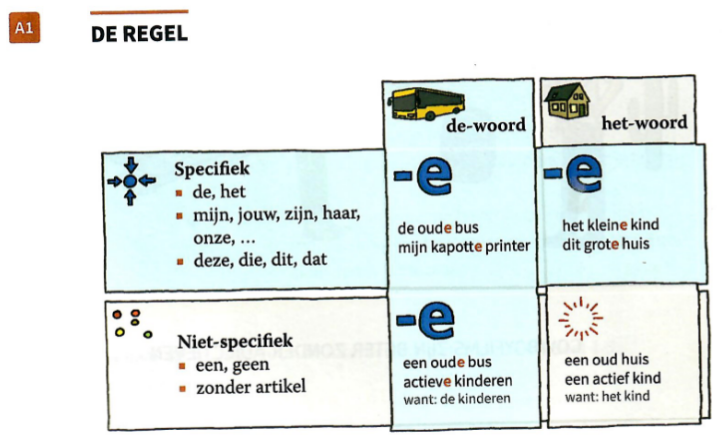 A1
DE REGEL
de-woord
het-woord
Specifiek
de, het
mijn, jouw, zijn, haar,
onze, ...
deze, die, dit, dat
-e
de oude bus
mijn kapotte printer
-e
het kleine kind
dit grote huis
Niet-specifiek
een, geen
zonder artikel
-e
een oude bus
actieve kinderen
want: de kinderen
een oud huis
een actief kind
want: het kind